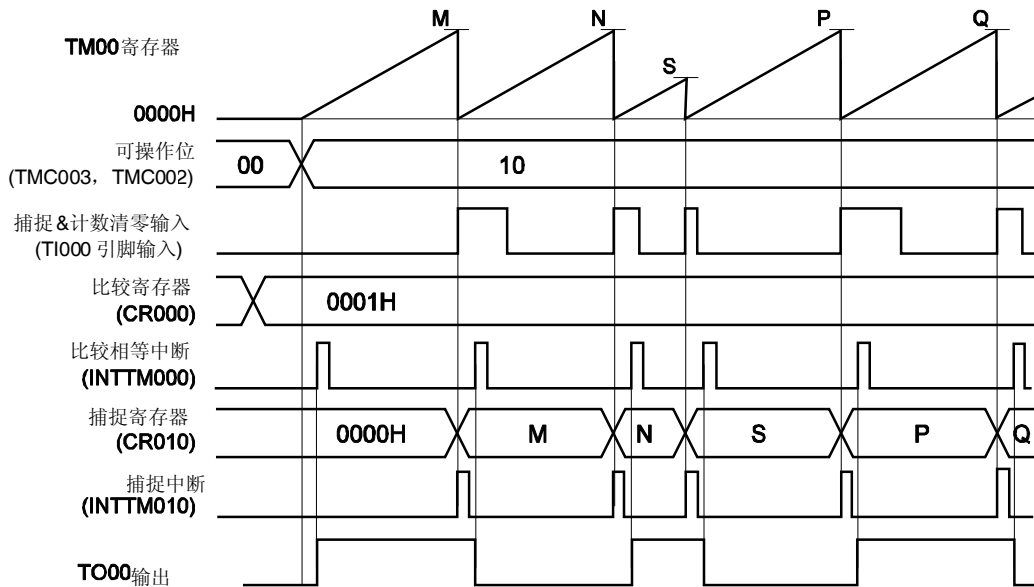 M N S P Q
TM00寄存器
0000H
可操作位
(TMC003，TMC002)
00 10
捕捉&计数清零输入
(TI000 引脚输入)
比较寄存器
(CR000)
0001H
比较相等中断
(INTTM000)
捕捉寄存器
(CR010)
0000H M N S P Q
捕捉中断
(INTTM010)
TO00输出